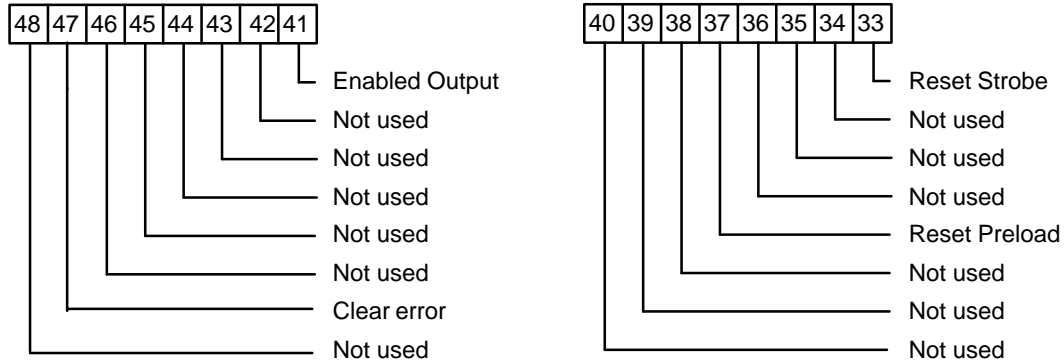 48 47 46 45 44 43 42 41
Enabled Output
Not used
Not used
Not used
Not used
Not used
Clear error
Not used
40 39 38 37 36 35 34 33
Reset Strobe
Not used
Not used
Not used
Reset Preload
Not used
Not used
Not used